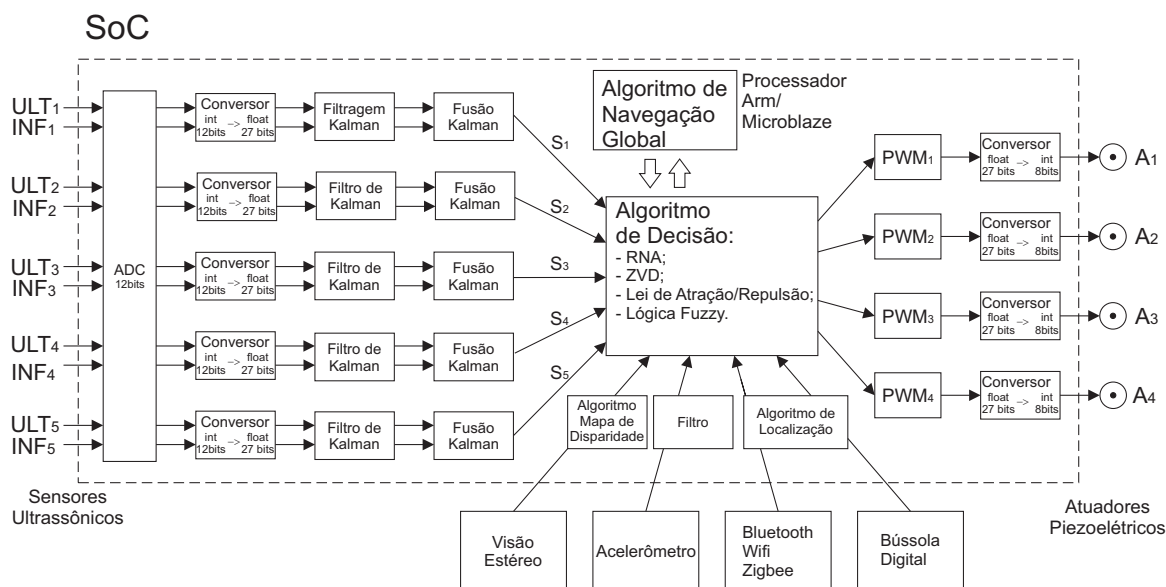 SoC
ULT1
INF1
ULT2
INF2
ULT3
INF3
ULT4
INF4
ULT5
INF5
Sensores
Ultrassônicos
ADC
12bits
Conversor
int -> float
12bits 27 bits
Filtragem
Kalman
Fusão
Kalman
Conversor
int -> float
12bits 27 bits
Filtro de
Kalman
Fusão
Kalman
Conversor
int -> float
12bits 27 bits
Filtro de
Kalman
Fusão
Kalman
Conversor
int -> float
12bits 27 bits
Filtro de
Kalman
Fusão
Kalman
Conversor
int -> float
12bits 27 bits
Filtro de
Kalman
Fusão
Kalman
S1
S2
S3
S4
S5
Algoritmo de
Navegação
Global
Processador
Arm/
Microblaze
Algoritmo
de Decisão:
- RNA;
- ZVD;
- Lei de Atração/Repulsão;
- Lógica Fuzzy.
Algoritmo
Mapa de
Disparidade
Filtro
Algoritmo de
Localização
Visão
Estéreo
Acelerômetro
Bluetooth
Wifi
Zigbee
Bússola
Digital
PWM1
Conversor
float -> int
27 bits 8bits
A1
PWM2
Conversor
float -> int
27 bits 8bits
A2
PWM3
Conversor
float -> int
27 bits 8bits
A3
PWM4
Conversor
float -> int
27 bits 8bits
A4
Atuadores
Piezoelétricos